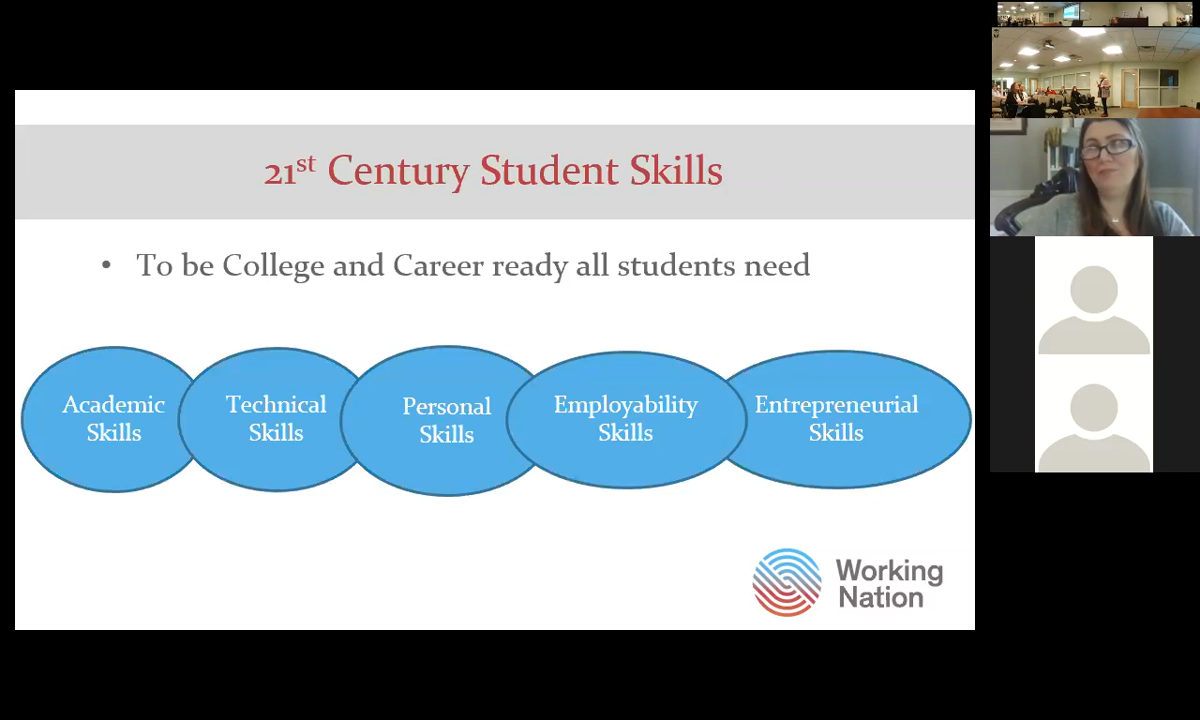 21st Century Student Skills
• To be College and Career ready all students need
Academic
Skills
Technical
Skills
Personal
Skills
Employability
Skills
Entrepreneurial
Skills
Working
Nation